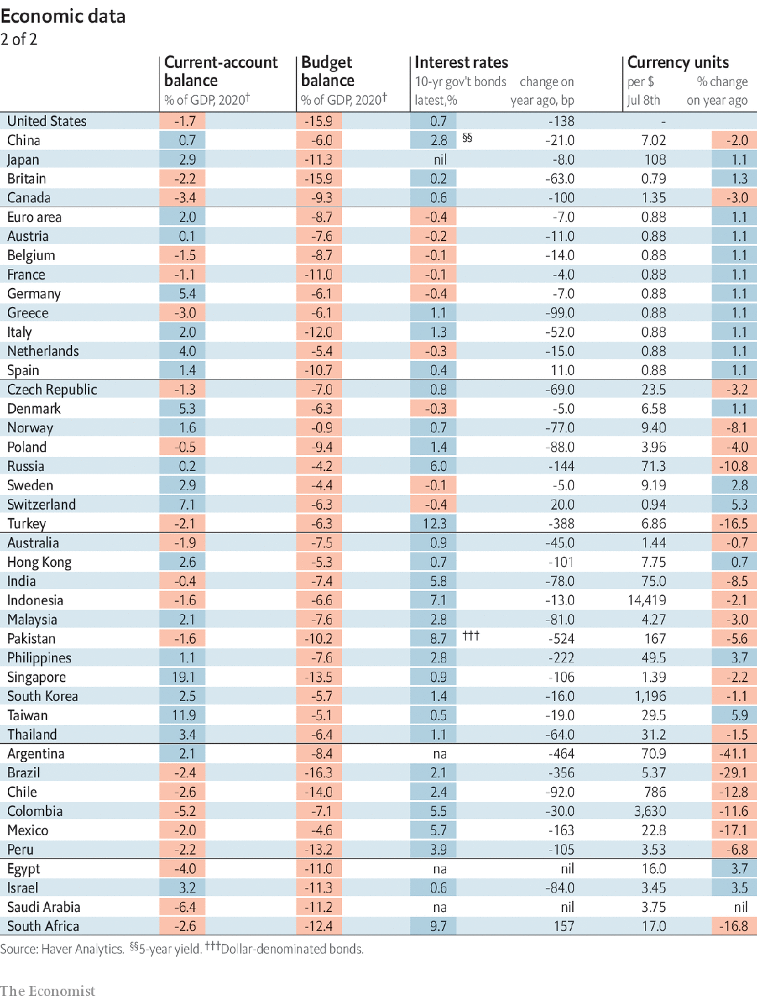 Economic data
2 of 2
Current-account balance Budget balance Interest rates Currency units
% of GDP, 2020† % of GDP, 2020† 10-yr gov't bonds latest,% change on year ago, bp per $ Jul 8th % change on year ago
United States -1.7 -15.9 0.7 -138 -
China 0.7 -6.0 2.8 §§ -21.0 7.02 -2.0
Japan 2.9 -11.3 nil -8.0 108 1.1
Britain -2.2 -15.9 0.2 -63.0 0.79 1.3
Canada -3.4 -9.3 0.6 -100 1.35 -3.0
Euro area 2.0 -8.7 -0.4 -7.0 0.88 1.1
Austria 0.1 -7.6 -0.2 -11.0 0.88 1.1
Belgium -1.5 -8.7 -0.1 -14.0 0.88 1.1
France -1.1 -11.0 -0.1 -4.0 0.88 1.1
Germany 5.4 -6.1 -0.4 -7.0 0.88 1.1
Greece -3.0 -6.1 1.1 -99.0 0.88 1.1
Italy 2.0 -12.0 1.3 -52.0 0.88 1.1
Netherlands 4.0 -5.4 -0.3 -15.0 0.88 1.1
Spain 1.4 -10.7 0.4 11.0 0.88 1.1
Czech Republic -1.3 -7.0 0.8 -69.0 23.5 -3.2
Denmark 5.3 -6.3 -0.3 -5.0 6.58 1.1
Norway 1.6 -0.9 0.7 -77.0 9.40 -8.1
Poland -0.5 -9.4 1.4 -88.0 3.96 -4.0
Russia 0.2 -4.2 6.0 -144 71.3 -10.8
Sweden 2.9 -4.4 -0.1 -5.0 9.19 2.8
Switzerland 7.1 -6.3 -0.4 20.0 0.94 5.3
Turkey -2.1 -6.3 12.3 -388 6.86 -16.5
Australia -1.9 -7.5 0.9 -45.0 1.44 -0.7
Hong Kong 2.6 -5.3 0.7 -101 7.75 0.7
India -0.4 -7.4 5.8 -78.0 75.0 -8.5
Indonesia -1.6 -6.6 7.1 -13.0 14,419 -2.1
Malaysia 2.1 -7.6 2.8 -81.0 4.27 -3.0
Pakistan -1.6 -10.2 8.7 ††† -524 167 -5.6
Philippines 1.1 -7.6 2.8 -222 49.5 3.7
Singapore 19.1 -13.5 0.9 -106 1.39 -2.2
South Korea 2.5 -5.7 1.4 -16.0 1,196 -1.1
Taiwan 11.9 -5.1 0.5 -19.0 29.5 5.9
Thailand 3.4 -6.4 1.1 -64.0 31.2 -1.5
Argentina 2.1 -8.4 na -464 70.9 -41.1
Brazil -2.4 -16.3 2.1 -356 5.37 -29.1
Chile -2.6 -14.0 2.4 -92.0 786 -12.8
Colombia -5.2 -7.1 5.5 -30.0 3,630 -11.6
Mexico -2.0 -4.6 5.7 -163 22.8 -17.1
Peru -2.2 -13.2 3.9 -105 3.53 -6.8
Egypt -4.0 -11.0 na nil 16.0 3.7
Israel 3.2 -11.3 0.6 -84.0 3.45 3.5
Saudi Arabia -6.4 -11.2 na nil 3.75 nil
South Africa -2.6 -12.4 9.7 157 17.0 -16.8
Source: Haver Analytics. §§5-year yield. †††Dollar-denominated bonds.
The Economist